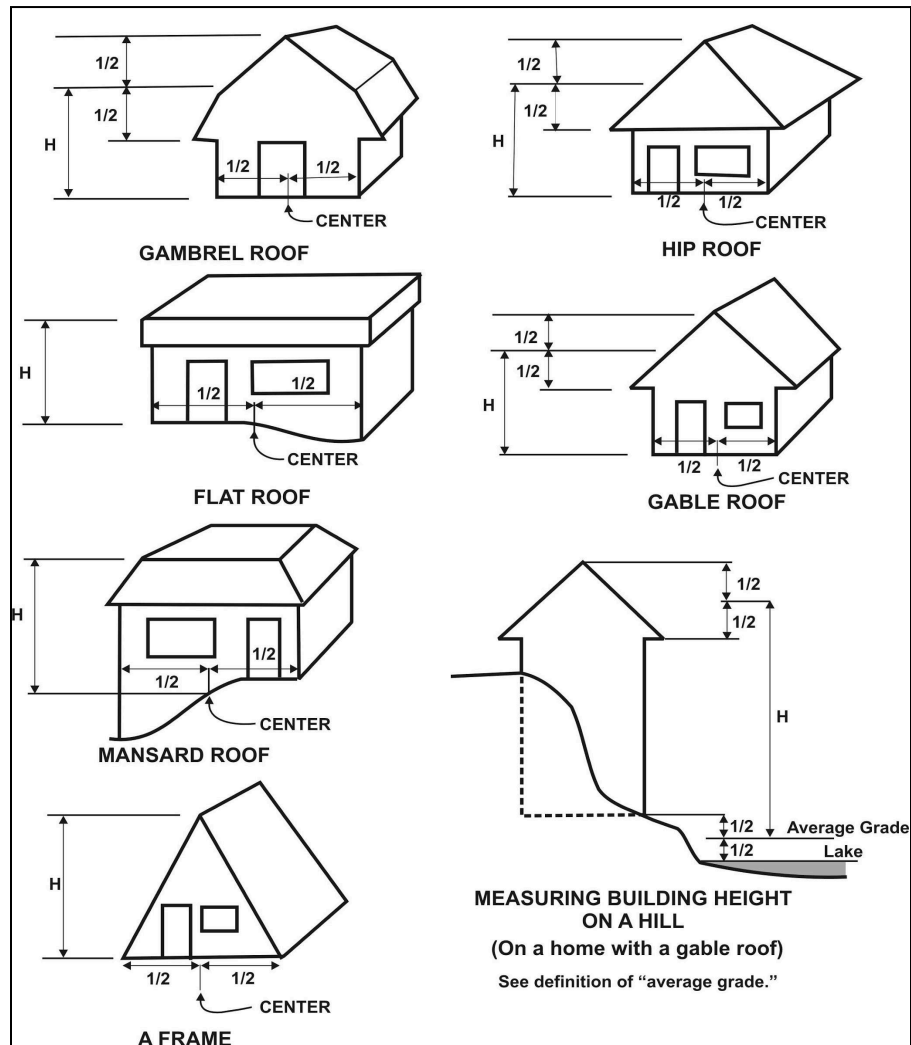 1/2
1/2
H
1/2
1/2
CENTER
GAMBREL ROOF
1/2
1/2
H
1/2
1/2
CENTER
HIP ROOF
H
1/2
1/2
CENTER
FLAT ROOF
1/2
1/2
H
1/2
1/2
CENTER
GABLE ROOF
H
1/2
1/2
CENTER
MANSARD ROOF
1/2
1/2
H
1/2
Average Grade
1/2
Lake
MEASURING BUILDING HEIGHT
ON A HILL
(On a home with a gable roof)
See definition of “average grade.”
H
1/2
1/2
CENTER
A FRAME